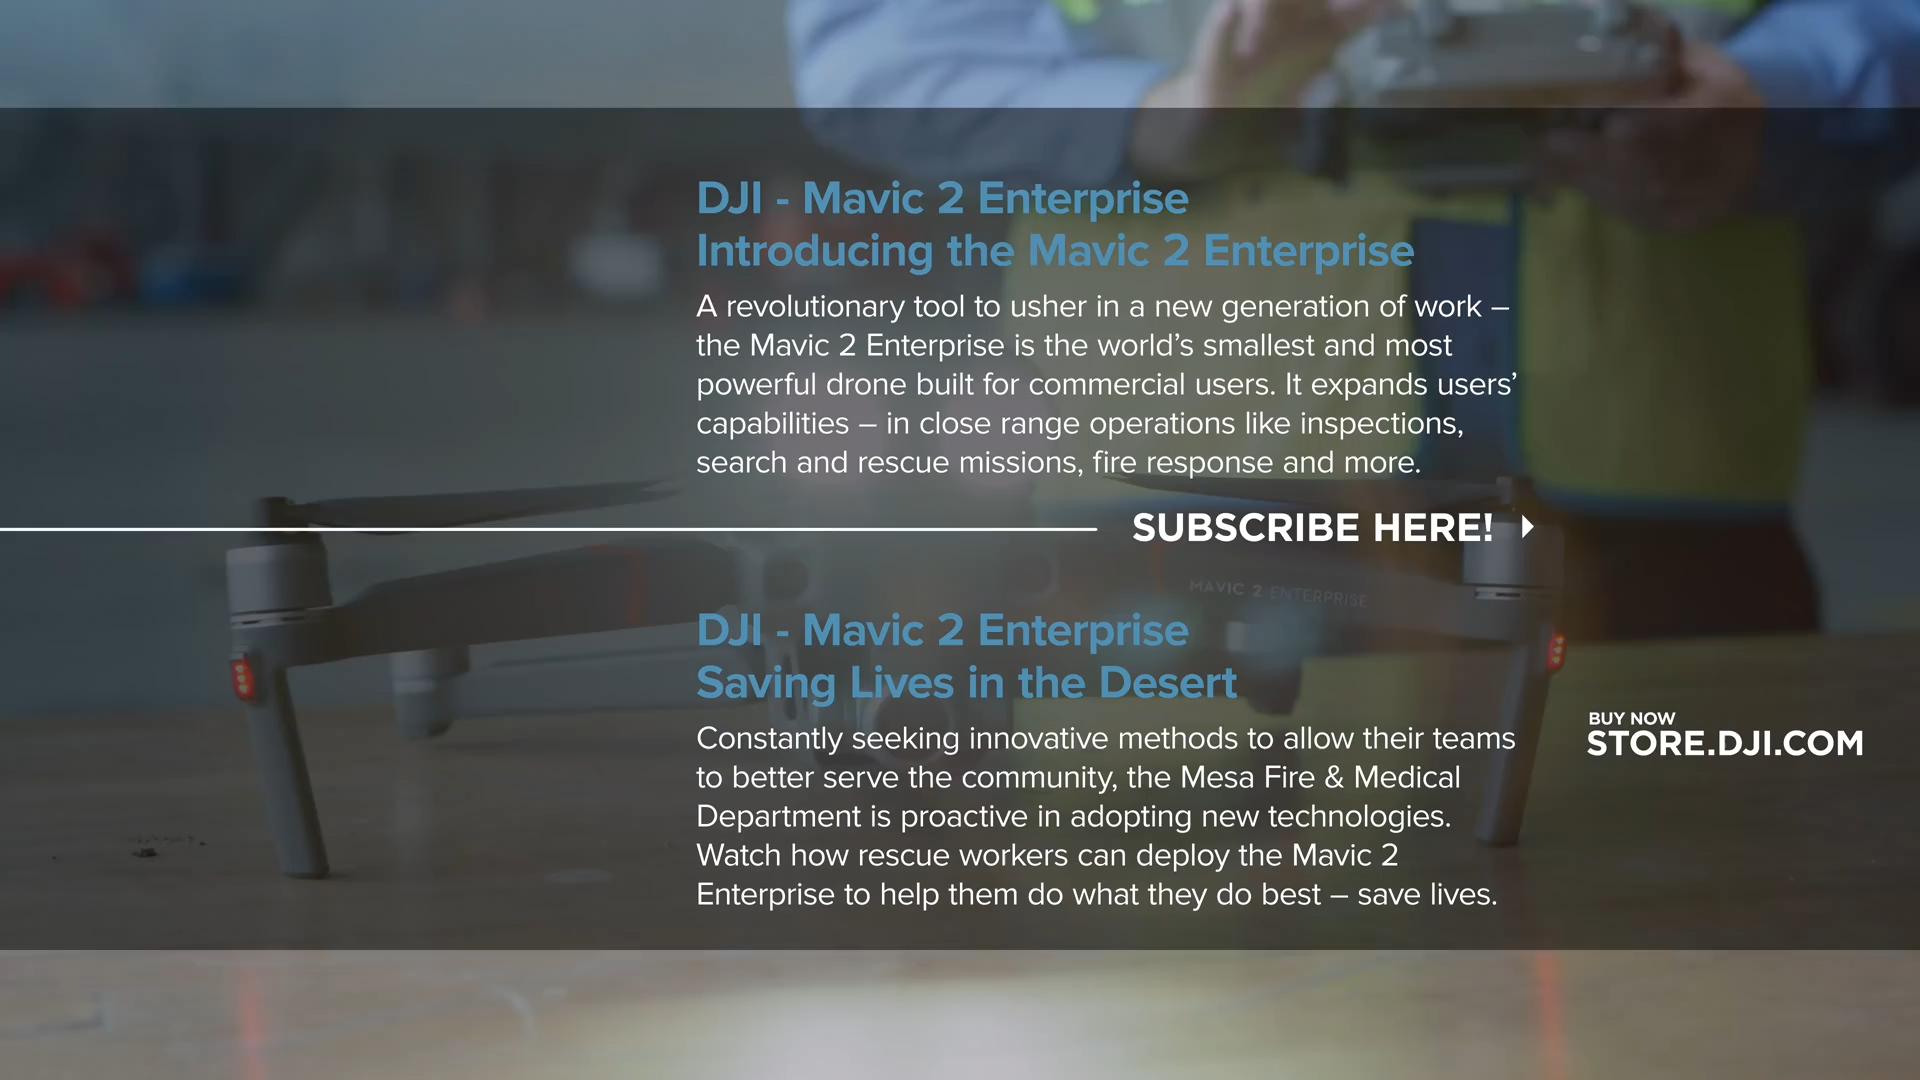 DJI - Mavic 2 Enterprise
Introducing the Mavic 2 Enterprise
A revolutionary tool to usher in a new generation of work –
the Mavic 2 Enterprise is the world’s smallest and most
powerful drone built for commercial users. It expands users’
capabilities – in close range operations like inspections,
search and rescue missions, fire response and more.
SUBSCRIBE HERE!
MAVIC 2 ENTERPRISE
DJI - Mavic 2 Enterprise
Saving Lives in the Desert
Constantly seeking innovative methods to allow their teams
to better serve the community, the Mesa Fire & Medical
Department is proactive in adopting new technologies.
Watch how rescue workers can deploy the Mavic 2
Enterprise to help them do what they do best – save lives.
BUY NOW
STORE.DJI.COM